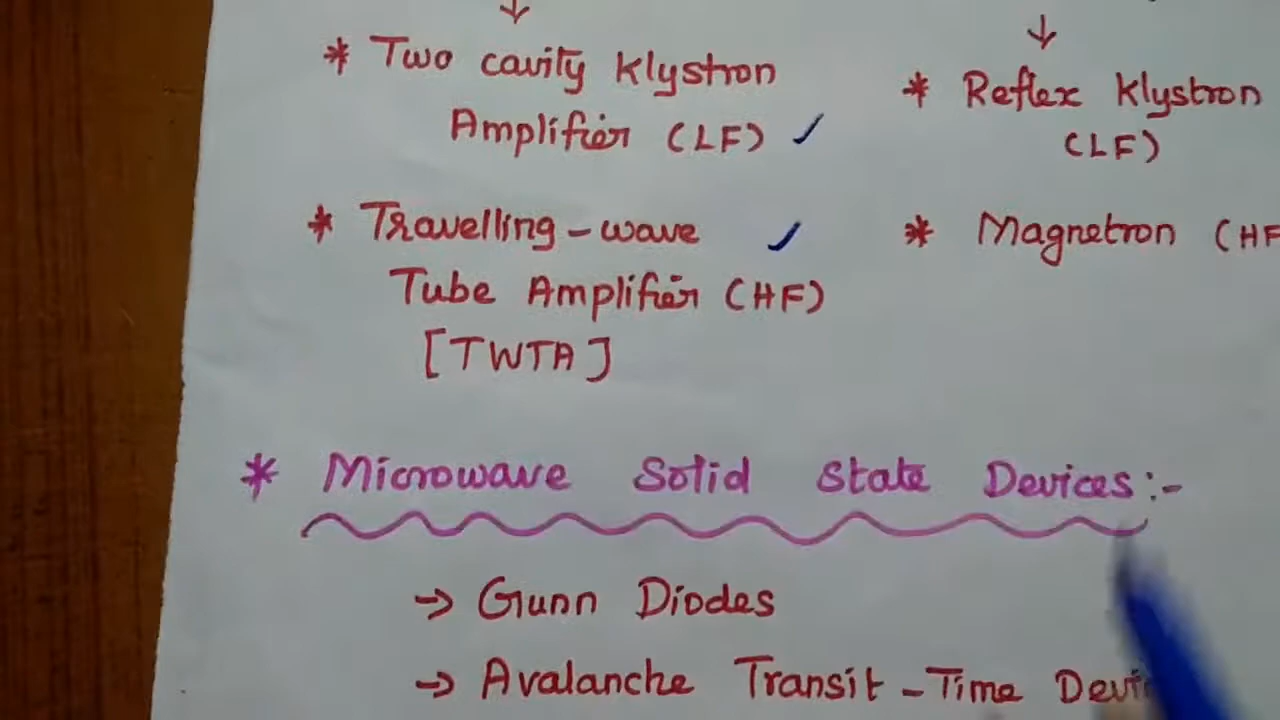 * Two cavity Klystron
Amplifier (LF) ✓
* Travelling-wave ✓
Tube Amplifier (HF)
[TWTA]
* Reflex Klystron
(LF)
* Magnetron (HF
* Microwave Solid State Devices:-
→ Gunn Diodes
→ Avalanche Transit-Time